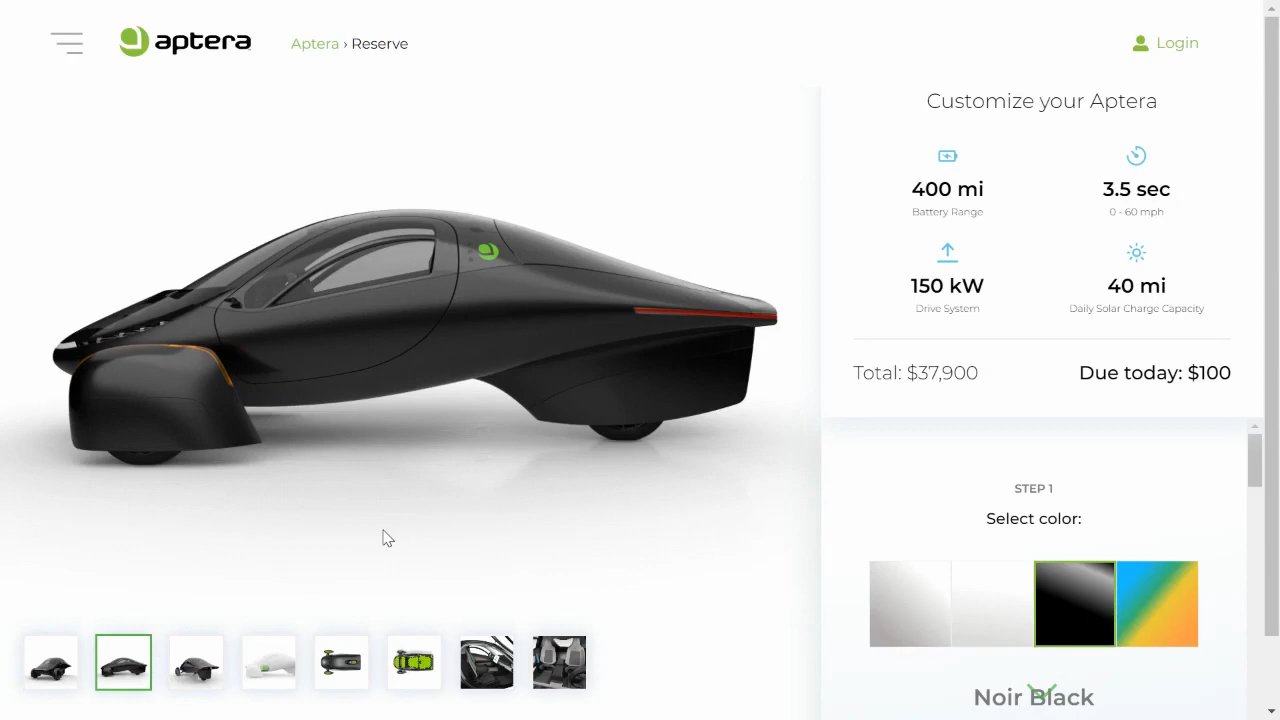 aptera
Aptera › Reserve
Login
Customize your Aptera
400 mi
Battery Range
3.5 sec
0 - 60 mph
150 kW
Drive System
40 mi
Daily Solar Charge Capacity
Total: $37,900
Due today: $100
STEP 1
Select color:
Noir Black